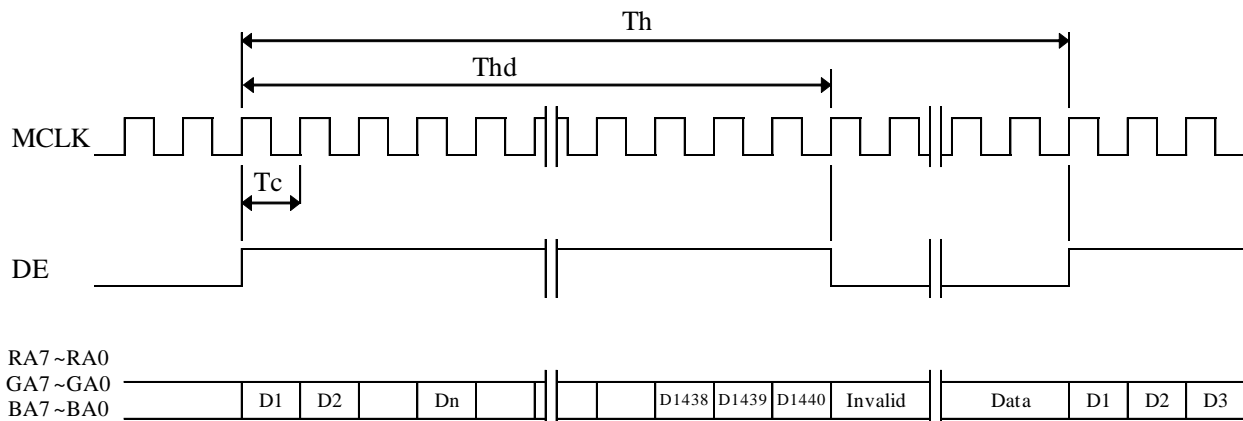 Th
Thd
MCLK
Tc
DE
RA7~RA0
GA7~GA0
BA7~BA0
D1 D2 Dn D1438 D1439 D1440 Invalid Data D1 D2 D3